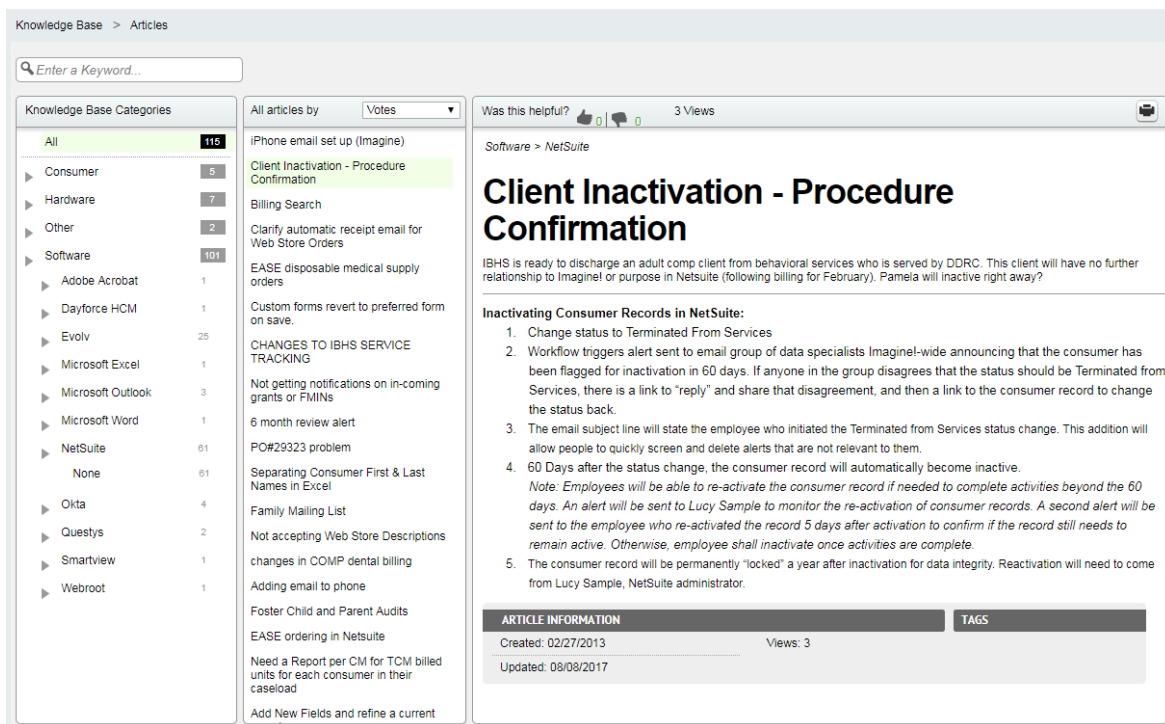 Knowledge Base > Articles
Enter a Keyword...
Knowledge Base Categories
All 115
Consumer 5
Hardware 7
Other 2
Software 101
Adobe Acrobat 1
Dayforce HCM 1
Evolv 25
Microsoft Excel 1
Microsoft Outlook 3
Microsoft Word 1
NetSuite 61
None 61
Okta 4
Questys 2
Smartview 1
Webroot 1
All articles by Votes
iPhone email set up (Imagine)
Client Inactivation - Procedure
Confirmation
Billing Search
Clarify automatic receipt email for
Web Store Orders
EASE disposable medical supply
orders
Custom forms revert to preferred form
on save.
CHANGES TO IBHS SERVICE
TRACKING
Not getting notifications on in-coming
grants or FMINs
6 month review alert
PO#29323 problem
Separating Consumer First & Last
Names in Excel
Family Mailing List
Not accepting Web Store Descriptions
changes in COMP dental billing
Adding email to phone
Foster Child and Parent Audits
EASE ordering in Netsuite
Need a Report per CM for TCM billed
units for each consumer in their
caseload
Add New Fields and refine a current
Was this helpful? 0 | 0 3 Views
Software > NetSuite
Client Inactivation - Procedure
Confirmation
IBHS is ready to discharge an adult comp client from behavioral services who is served by DDRC. This client will have no further
relationship to Imagine! or purpose in Netsuite (following billing for February). Pamela will inactive right away?
Inactivating Consumer Records in NetSuite:
1. Change status to Terminated From Services
2. Workflow triggers alert sent to email group of data specialists Imagine!-wide announcing that the consumer has
been flagged for inactivation in 60 days. If anyone in the group disagrees that the status should be Terminated from
Services, there is a link to “reply” and share that disagreement, and then a link to the consumer record to change
the status back.
3. The email subject line will state the employee who initiated the Terminated from Services status change. This addition will
allow people to quickly screen and delete alerts that are not relevant to them.
4. 60 Days after the status change, the consumer record will automatically become inactive.
Note: Employees will be able to re-activate the consumer record if needed to complete activities beyond the 60
days. An alert will be sent to Lucy Sample to monitor the re-activation of consumer records. A second alert will be
sent to the employee who re-activated the record 5 days after activation to confirm if the record still needs to
remain active. Otherwise, employee shall inactivate once activities are complete.
5. The consumer record will be permanently “locked” a year after inactivation for data integrity. Reactivation will need to come
from Lucy Sample, NetSuite administrator.
ARTICLE INFORMATION
TAGS
Created: 02/27/2013 Views: 3
Updated: 08/08/2017